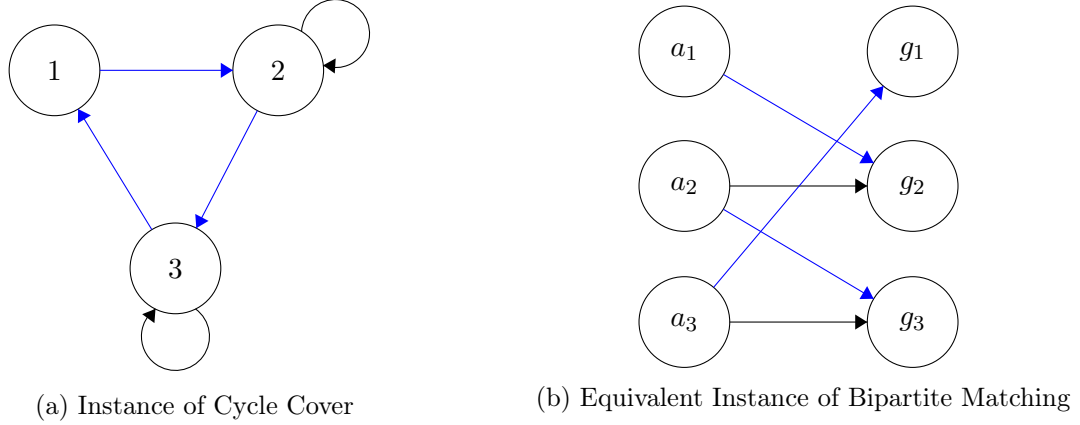 1
2
3
(a) Instance of Cycle Cover
a₁
g₁
a₂
g₂
a₃
g₃
(b) Equivalent Instance of Bipartite Matching